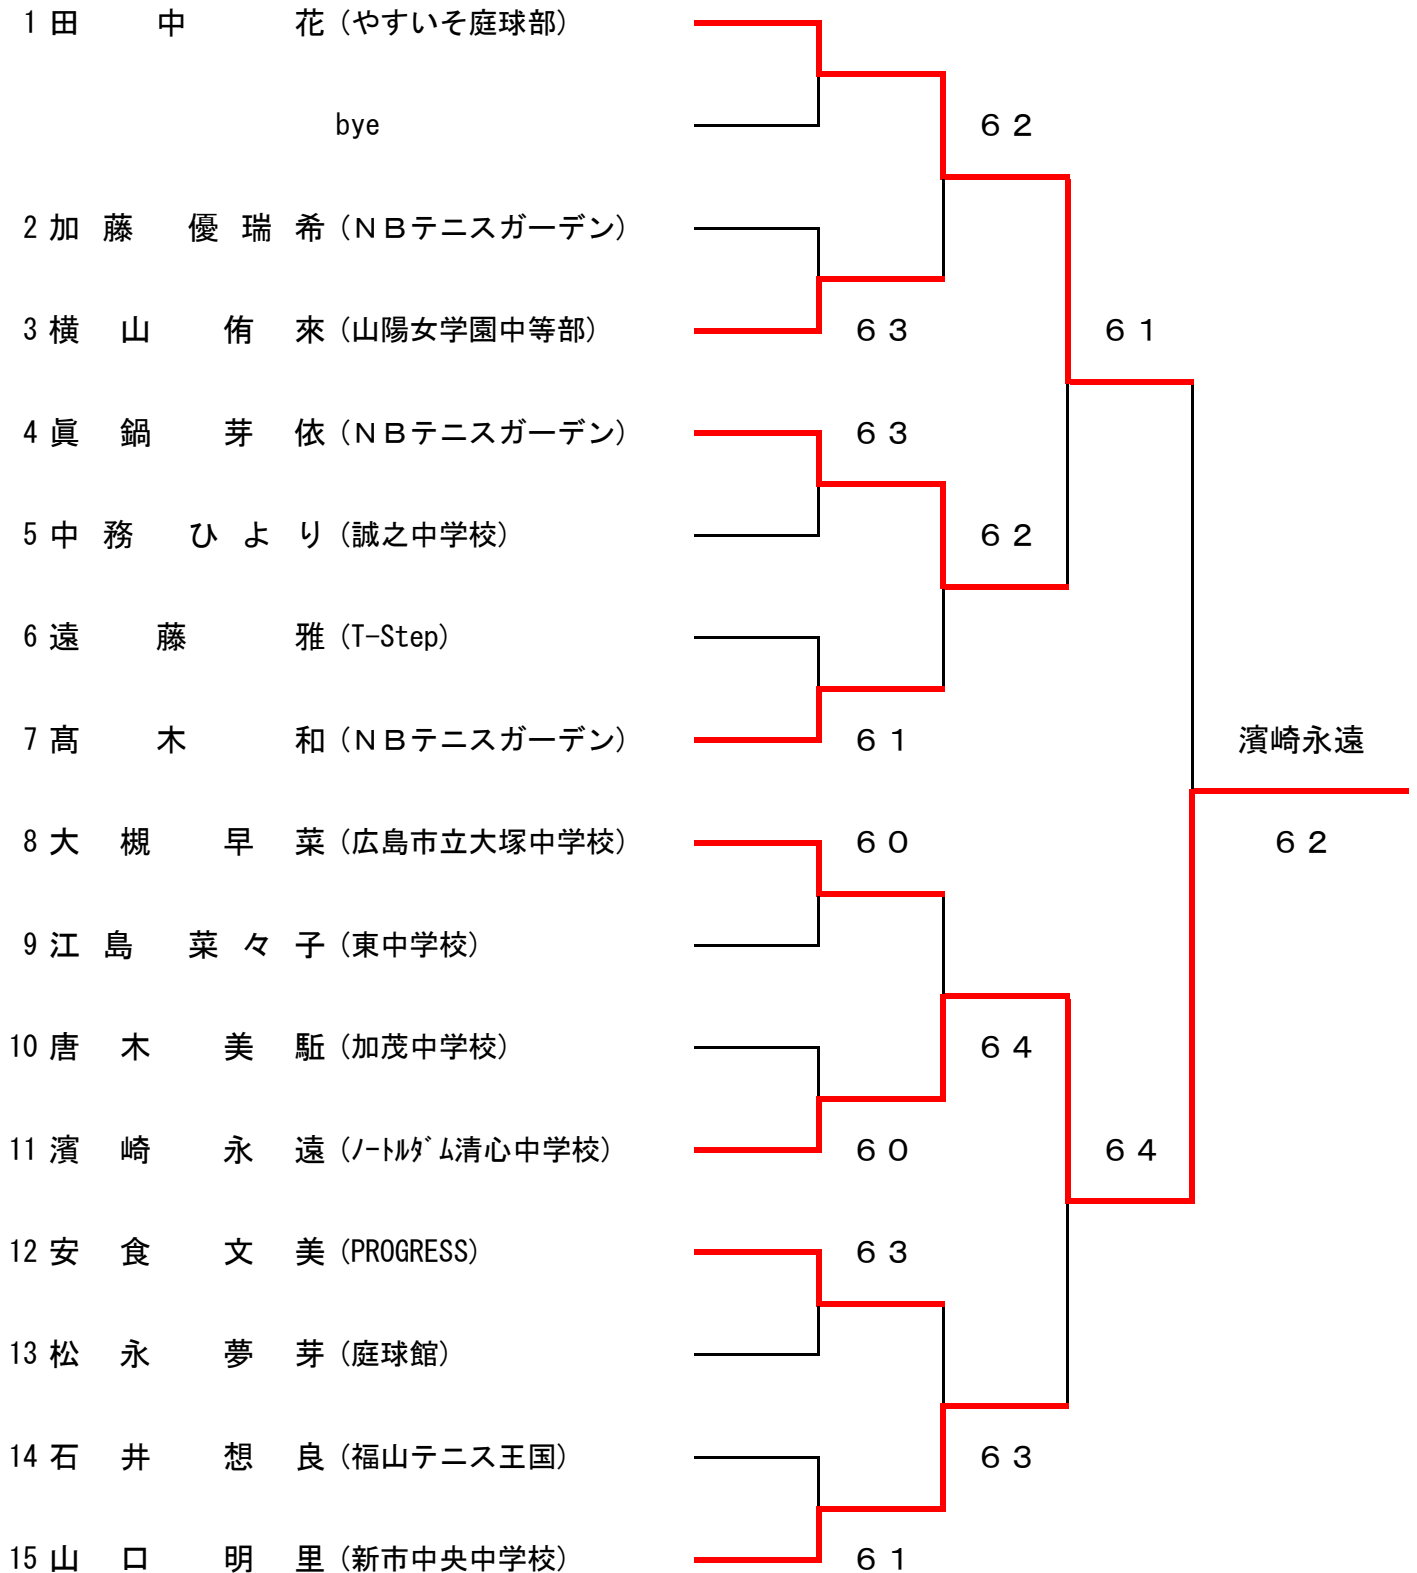 1 田中 花 (やすいそ庭球部)
bye
６２
2 加藤 優瑞希 (ＮＢテニスガーデン)
3 横山 侑來 (山陽女学園中等部)
６３
６１
4 眞鍋 芽依 (ＮＢテニスガーデン)
６３
5 中務 ひより (誠之中学校)
６２
6 遠藤 雅 (T-Step)
7 髙木 和 (ＮＢテニスガーデン)
６１
濱崎永遠
8 大槻 早菜 (広島市立大塚中学校)
６０
６２
9 江島 菜々子 (東中学校)
10 唐木 美駈 (加茂中学校)
６４
11 濱崎 永遠 (ﾉｰﾄﾙﾀﾞﾑ清心中学校)
６０
６４
12 安食 文美 (PROGRESS)
６３
13 松永 夢芽 (庭球館)
14 石井 想良 (福山テニス王国)
６３
15 山口 明里 (新市中央中学校)
６１